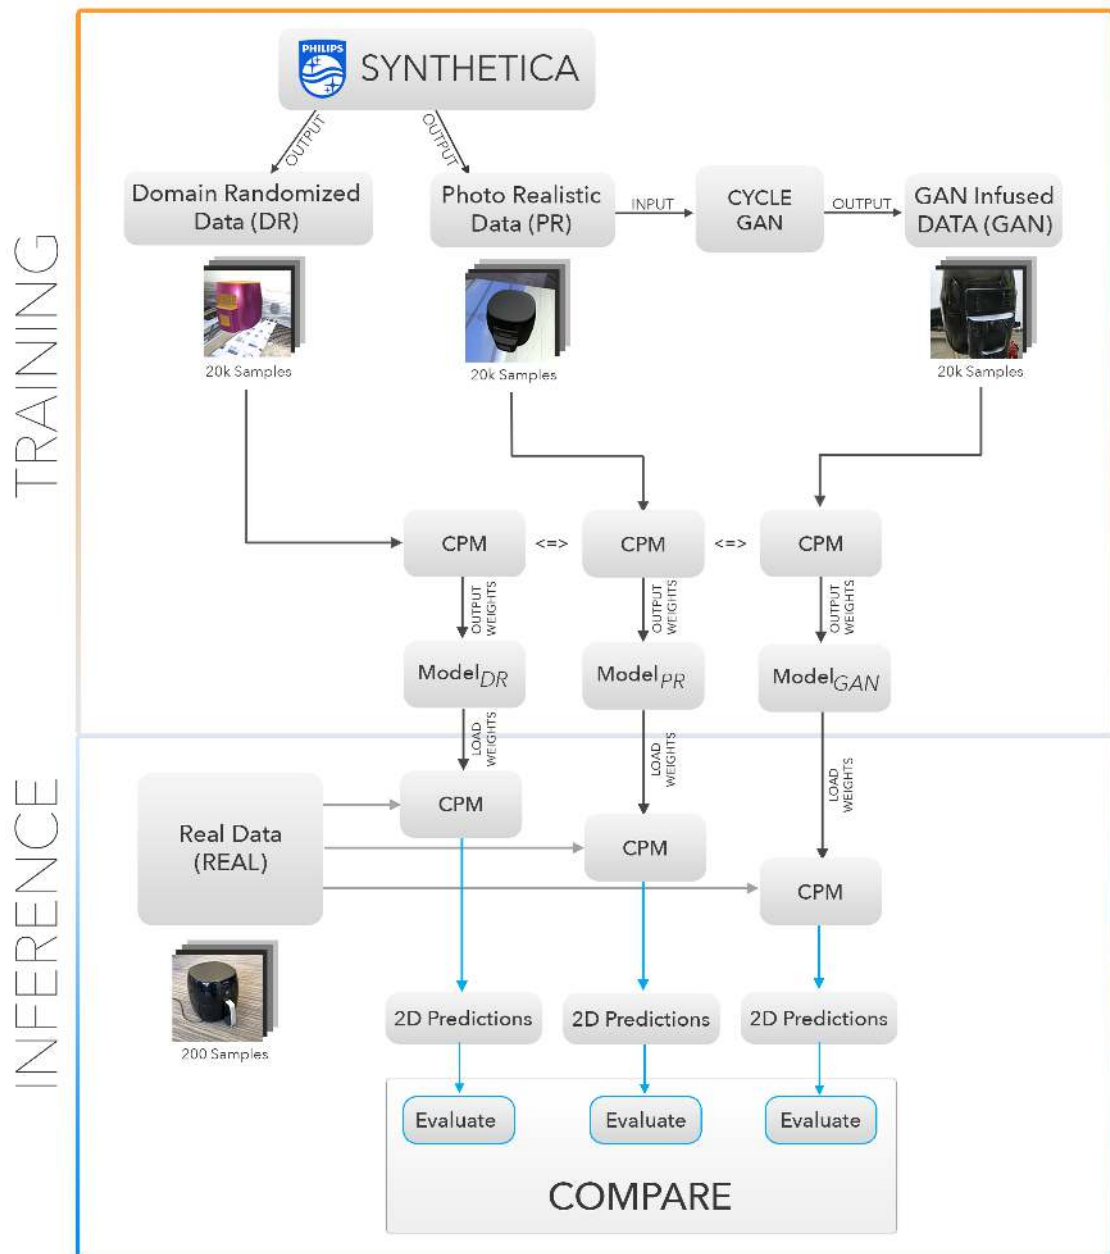 PHILIPS
SYNTHETICA
OUTPUT
OUTPUT
Domain Randomized
Data (DR)
Photo Realistic
Data (PR)
INPUT
CYCLE
GAN
OUTPUT
GAN Infused
DATA (GAN)
20k Samples
20k Samples
20k Samples
TRAINING
CPM
<=>
CPM
<=>
CPM
OUTPUT
WEIGHTS
OUTPUT
WEIGHTS
OUTPUT
WEIGHTS
ModelDR
ModelPR
ModelGAN
LOAD
WEIGHTS
LOAD
WEIGHTS
LOAD
WEIGHTS
INFERENCE
Real Data
(REAL)
CPM
CPM
CPM
200 Samples
2D Predictions
2D Predictions
2D Predictions
Evaluate
Evaluate
Evaluate
COMPARE